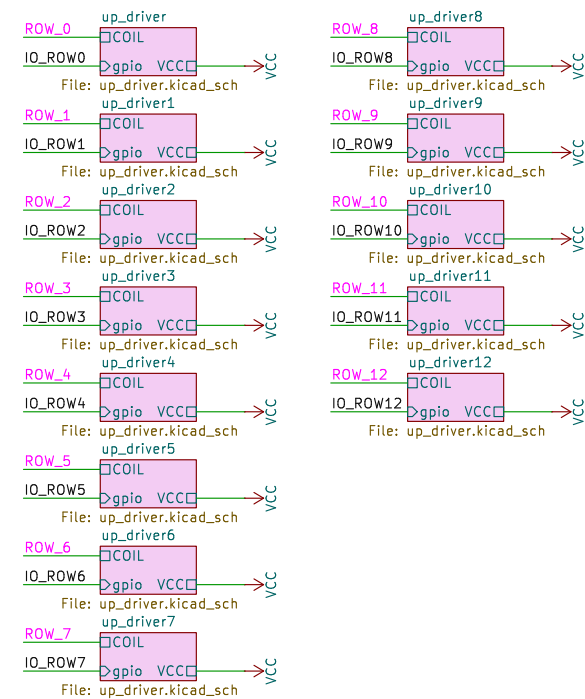 up_driver
ROW_0
COIL
IO_ROW0
gpio VCC
VCC
File: up_driver.kicad_sch
up_driver1
ROW_1
COIL
IO_ROW1
gpio VCC
VCC
File: up_driver.kicad_sch
up_driver2
ROW_2
COIL
IO_ROW2
gpio VCC
VCC
File: up_driver.kicad_sch
up_driver3
ROW_3
COIL
IO_ROW3
gpio VCC
VCC
File: up_driver.kicad_sch
up_driver4
ROW_4
COIL
IO_ROW4
gpio VCC
VCC
File: up_driver.kicad_sch
up_driver5
ROW_5
COIL
IO_ROW5
gpio VCC
VCC
File: up_driver.kicad_sch
up_driver6
ROW_6
COIL
IO_ROW6
gpio VCC
VCC
File: up_driver.kicad_sch
up_driver7
ROW_7
COIL
IO_ROW7
gpio VCC
VCC
File: up_driver.kicad_sch
up_driver8
ROW_8
COIL
IO_ROW8
gpio VCC
VCC
File: up_driver.kicad_sch
up_driver9
ROW_9
COIL
IO_ROW9
gpio VCC
VCC
File: up_driver.kicad_sch
up_driver10
ROW_10
COIL
IO_ROW10
gpio VCC
VCC
File: up_driver.kicad_sch
up_driver11
ROW_11
COIL
IO_ROW11
gpio VCC
VCC
File: up_driver.kicad_sch
up_driver12
ROW_12
COIL
IO_ROW12
gpio VCC
VCC
File: up_driver.kicad_sch